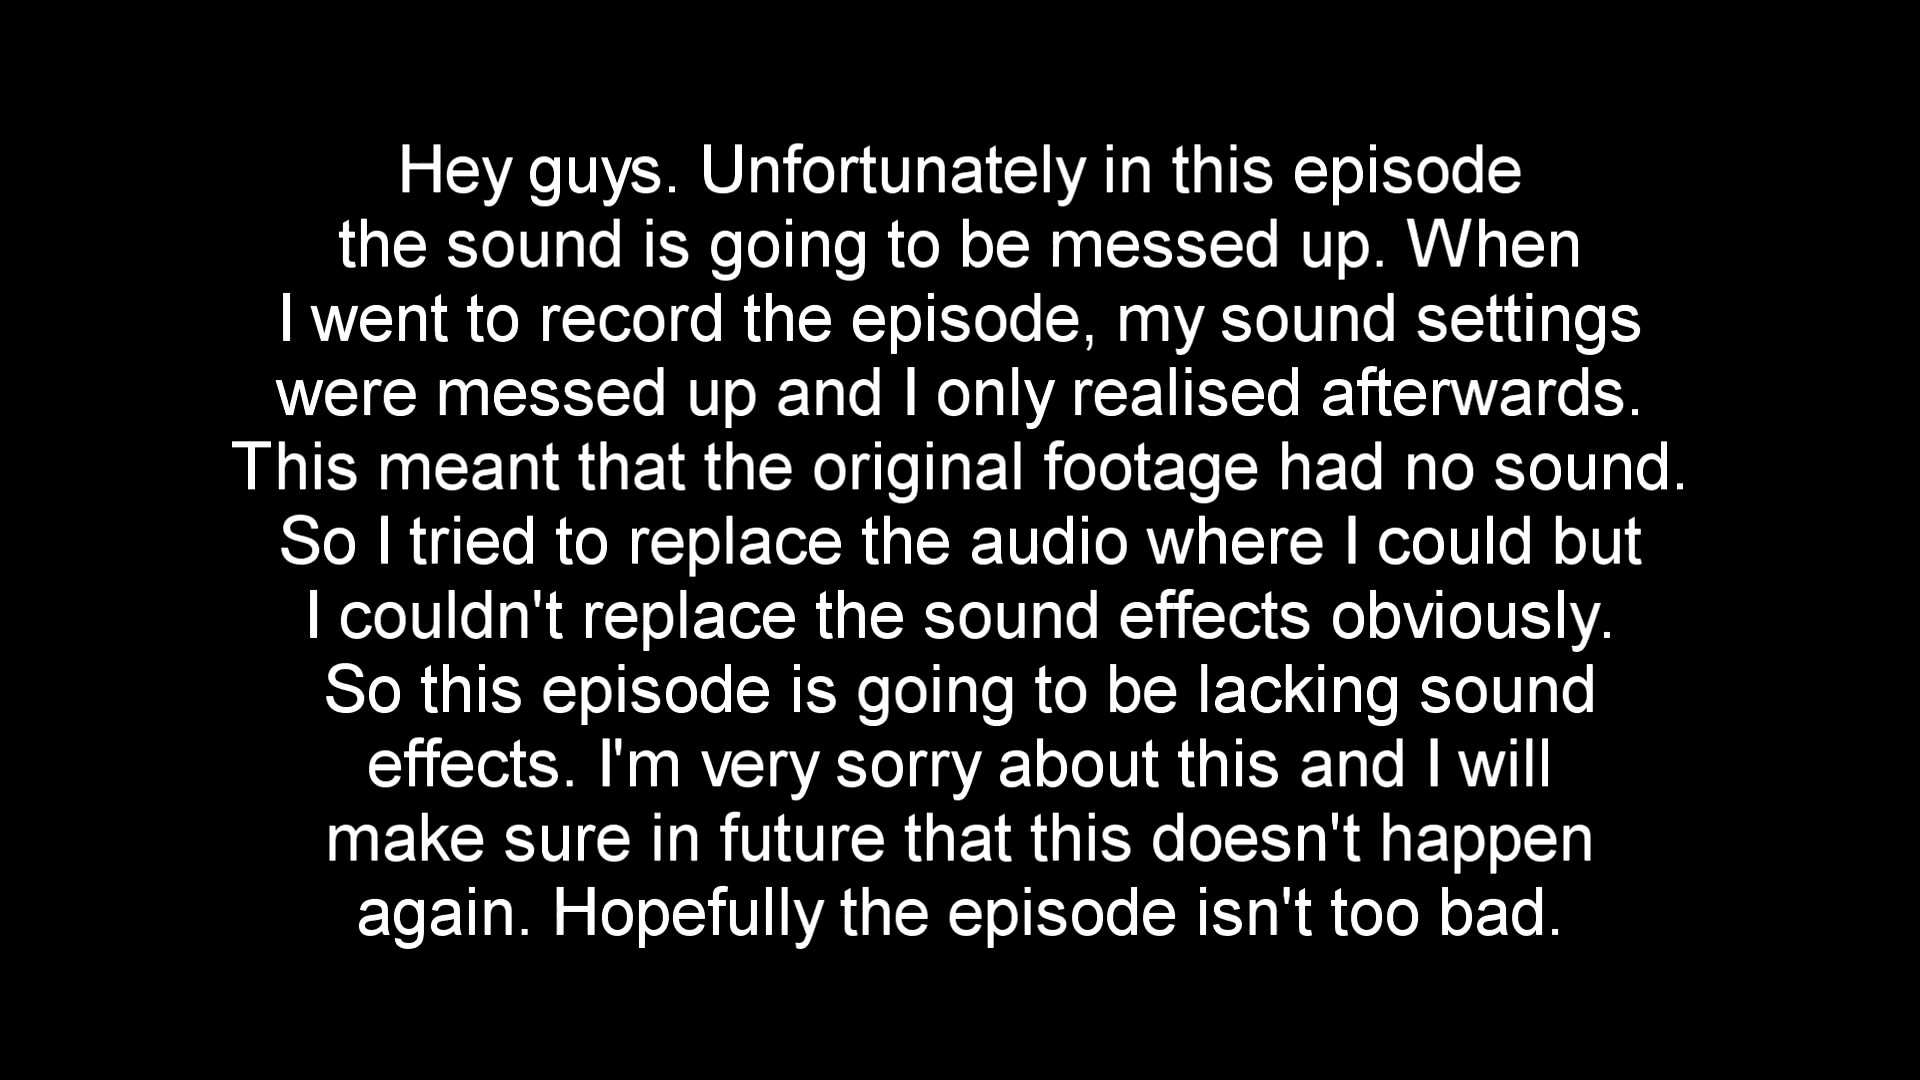 Hey guys. Unfortunately in this episode
the sound is going to be messed up. When
I went to record the episode, my sound settings
were messed up and I only realised afterwards.
This meant that the original footage had no sound.
So I tried to replace the audio where I could but
I couldn't replace the sound effects obviously.
So this episode is going to be lacking sound
effects. I'm very sorry about this and I will
make sure in future that this doesn't happen
again. Hopefully the episode isn't too bad.